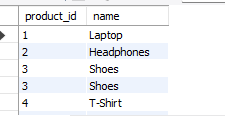 product_id name
1 Laptop
2 Headphones
3 Shoes
3 Shoes
4 T-Shirt